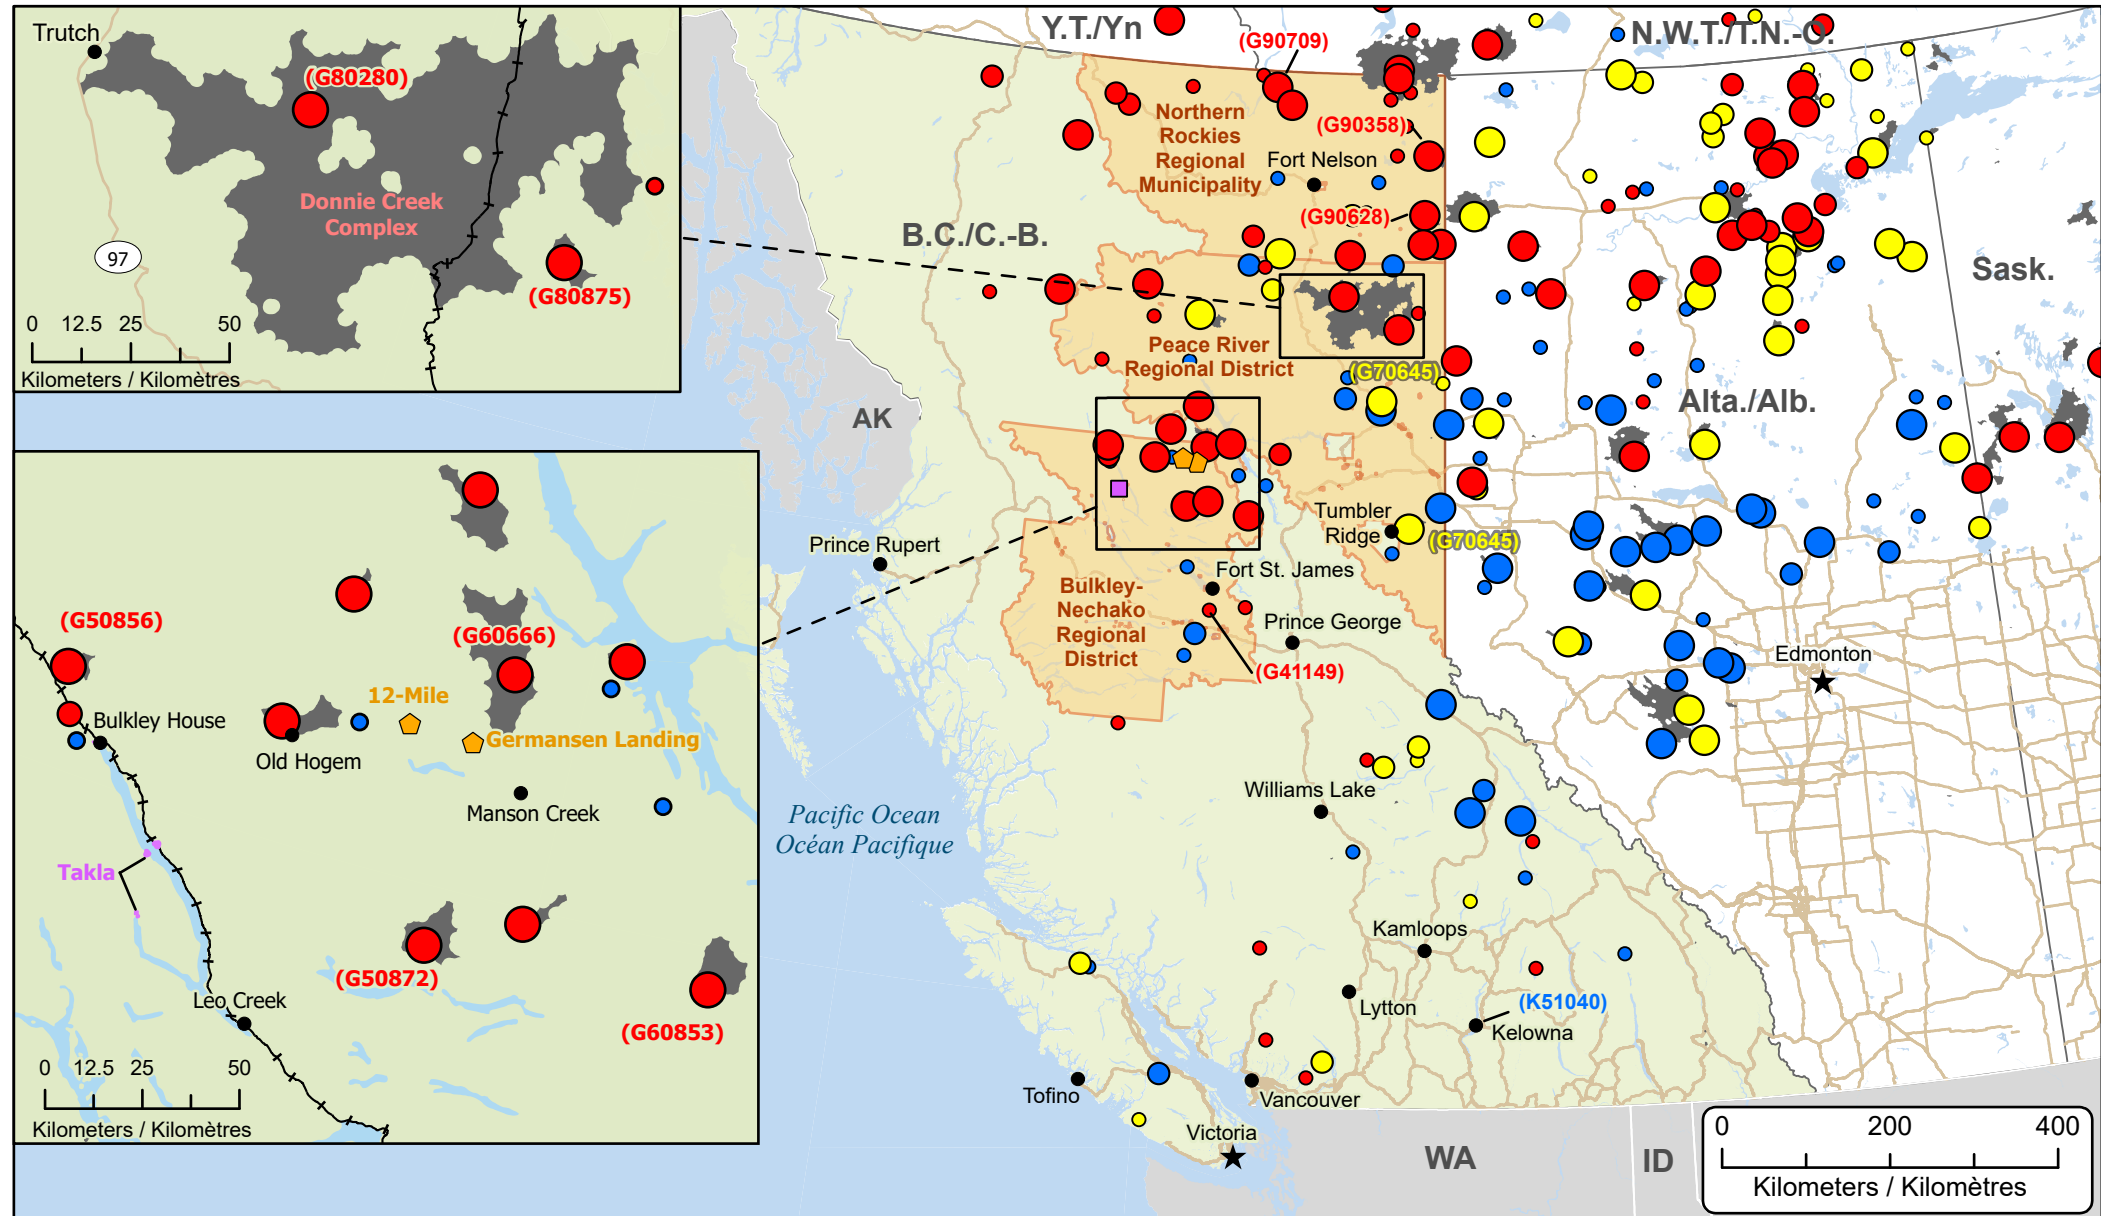 Trutch
(G80280)
Donnie Creek
Complex
97
(G80875)
0 12.5 25 50
Kilometers / Kilomètres
Y.T./Yn
(G90709)
N.W.T./T.N.-O.
Northern
Rockies
Regional
Municipality
(G90358)
Fort Nelson
(G90628)
B.C./C.-B.
Sask.
Peace River
Regional District
(G70645)
AK
Alta./Alb.
Tumbler
Ridge
(G70645)
Prince Rupert
Fort St. James
Bulkley-
Nechako
Regional
District
Prince George
(G41149)
Edmonton
(G50856)
(G60666)
12-Mile
Bulkley House
Germansen Landing
Old Hogem
Manson Creek
Takla
(G50872)
Leo Creek
(G60853)
0 12.5 25 50
Kilometers / Kilomètres
Williams Lake
Pacific Ocean
Océan Pacifique
Kamloops
Lytton
(K51040)
Kelowna
Tofino
Vancouver
Victoria
WA
ID
0 200 400
Kilometers / Kilomètres